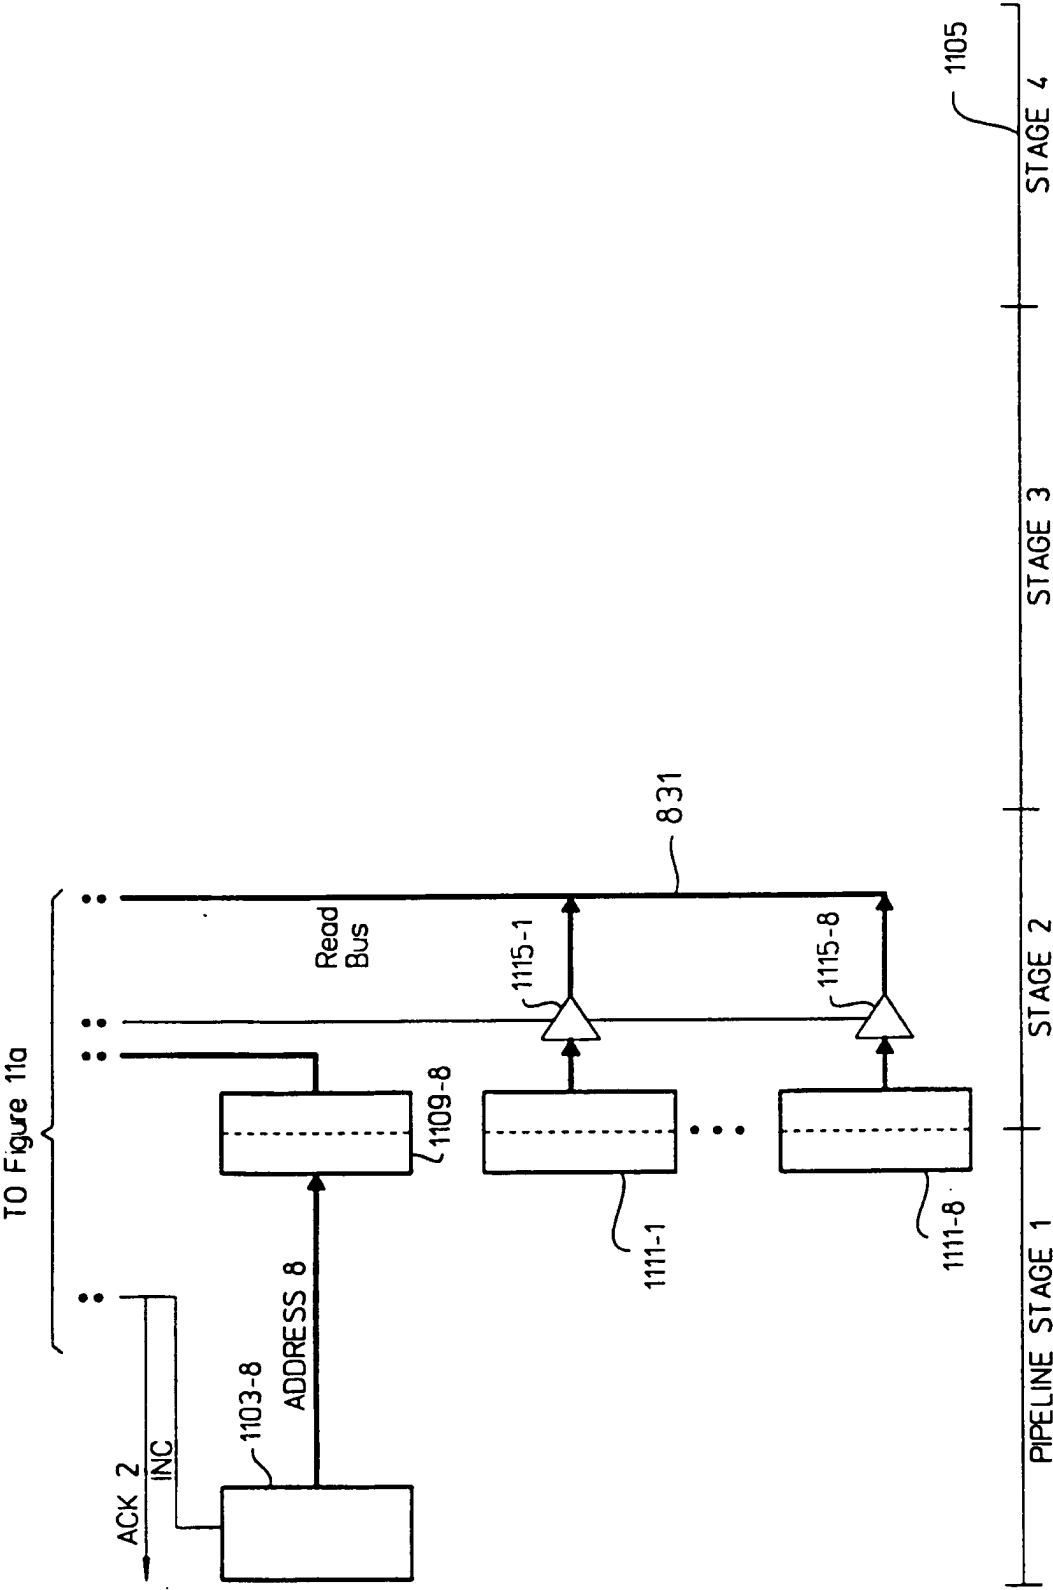 TO Figure 11a
ACK 2
INC
1103-8
ADDRESS 8
1109-8
Read
Bus
1111-1
1115-1
831
1111-8
1115-8
1105
PIPELINE STAGE 1
STAGE 2
STAGE 3
STAGE 4